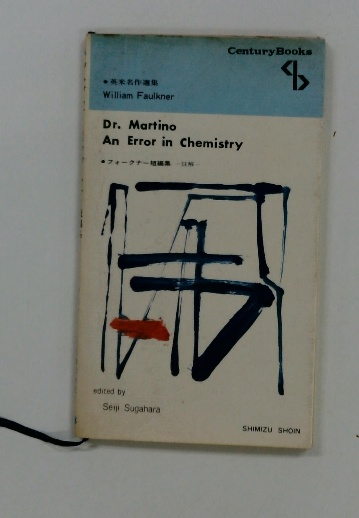 CenturyBooks
●英米名作選集
William Faulkner
Dr. Martino
An Error in Chemistry
●フォークナー短編集 －詳解－
edited by
Seiji Sugahara
SHIMIZU SHOIN